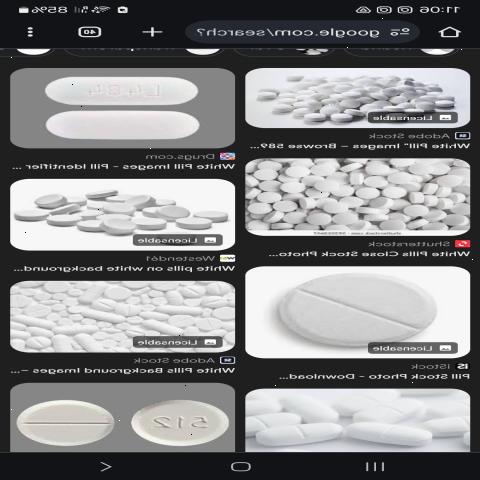 11:06
85%
google.com/search?
40
Licensable
Adobe Stock
"White Pill" Images – Browse 589...
L484
Drugs.com
White Pill Images - Pill Identifier ...
Shutterstock
White Pills Close Stock Photo...
Licensable
Westend61
White pills on white background...
Licensable
iStock
Pill Stock Photo - Download...
Licensable
Adobe Stock
White Pills Background Images –...
512